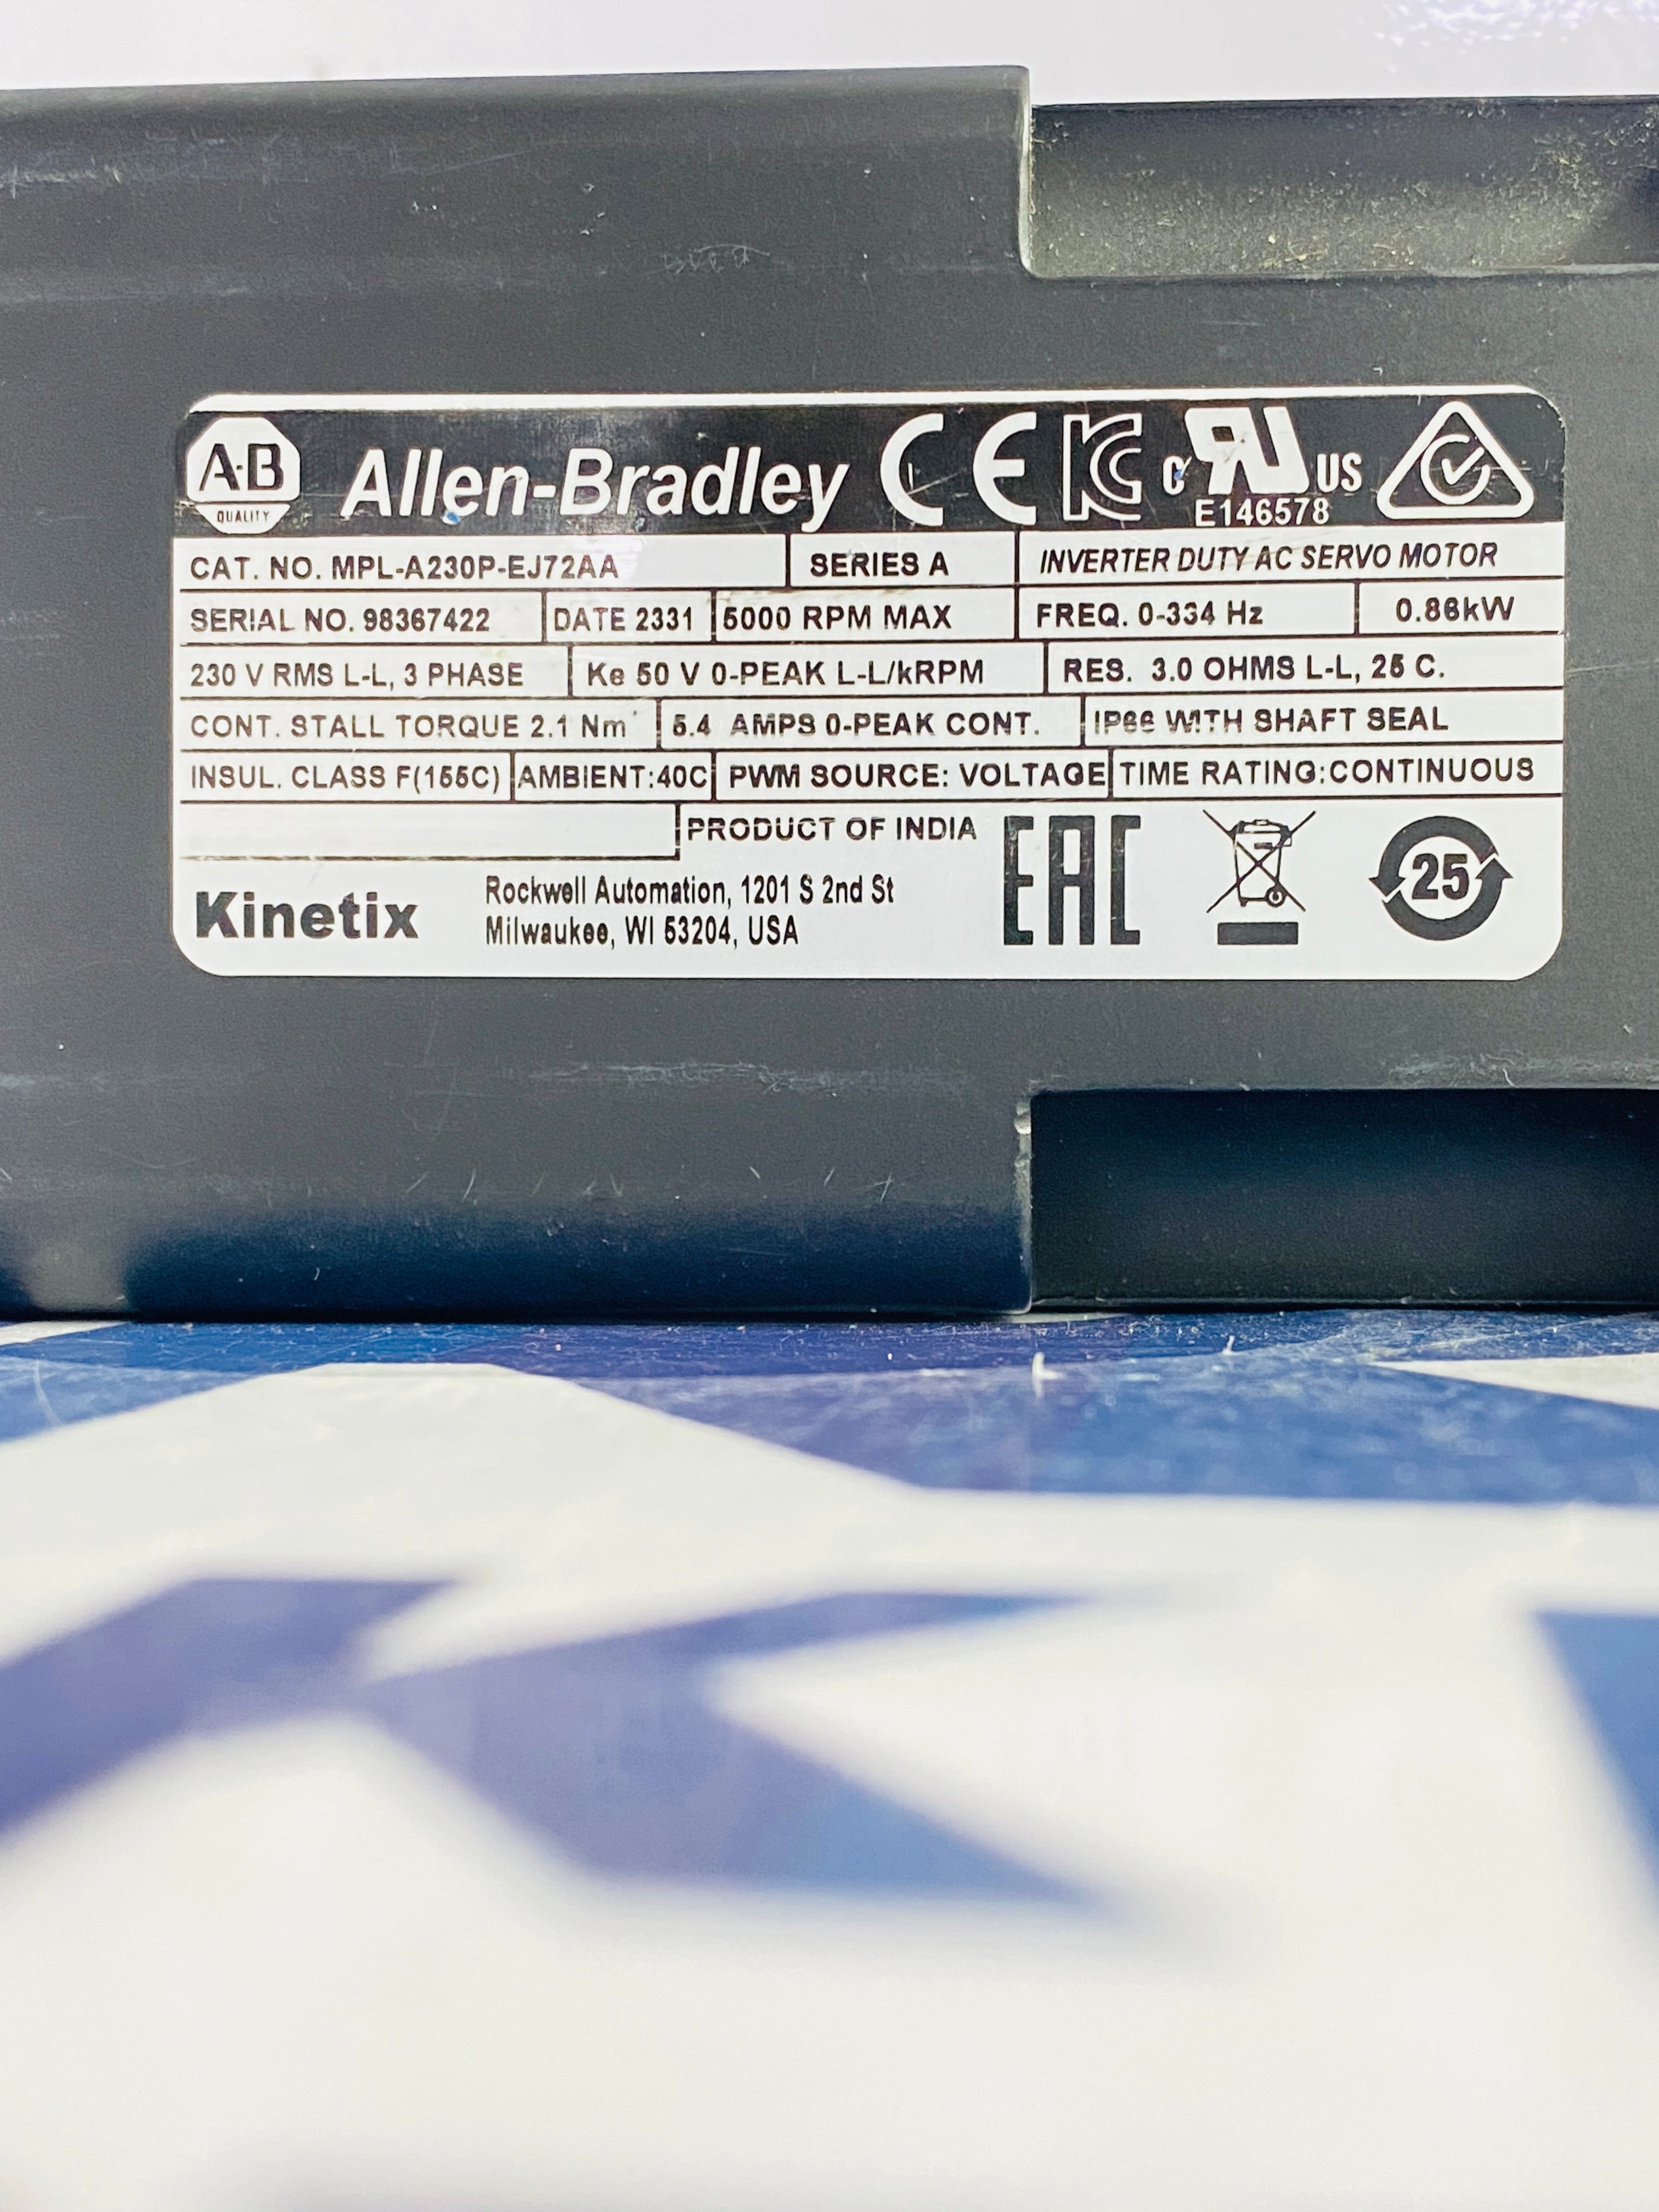 A-B QUALITY Allen-Bradley CE KC c RU US
E146578
CAT. NO. MPL-A230P-EJ72AA SERIES A INVERTER DUTY AC SERVO MOTOR
SERIAL NO. 98367422 DATE 2331 5000 RPM MAX FREQ. 0-334 Hz 0.86kW
230 V RMS L-L, 3 PHASE Ke 50 V 0-PEAK L-L/kRPM RES. 3.0 OHMS L-L, 25 C.
CONT. STALL TORQUE 2.1 Nm 5.4 AMPS 0-PEAK CONT. IP66 WITH SHAFT SEAL
INSUL. CLASS F(155C) AMBIENT:40C PWM SOURCE: VOLTAGE TIME RATING:CONTINUOUS
PRODUCT OF INDIA EAC 25
Kinetix Rockwell Automation, 1201 S 2nd St
Milwaukee, WI 53204, USA